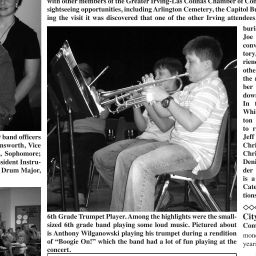 with other members of the Greater Irving-Las Colinas Chamber of Com
sightseeing opportunities, including Arlington Cemetery, the Capitol Bu
ing the visit it was discovered that one of the other Irving attendees
band officers
nsworth, Vice
, Sophomore;
sident Instru-
Drum Major,
6th Grade Trumpet Player. Among the highlights were the small-
sized 6th grade band playing some loud music. Pictured about
is Anthony Wilganowski playing his trumpet during a rendition
of "Boogie On!" which the band had a lot of fun playing at the
concert.
buri
Joe
conv
tory.
rien
othe
the
her
dow
In t
Whi
ton
to r
Jeff
Chri
Chri
Deni
der
is a
Cate
tions
City
Com
mone
years